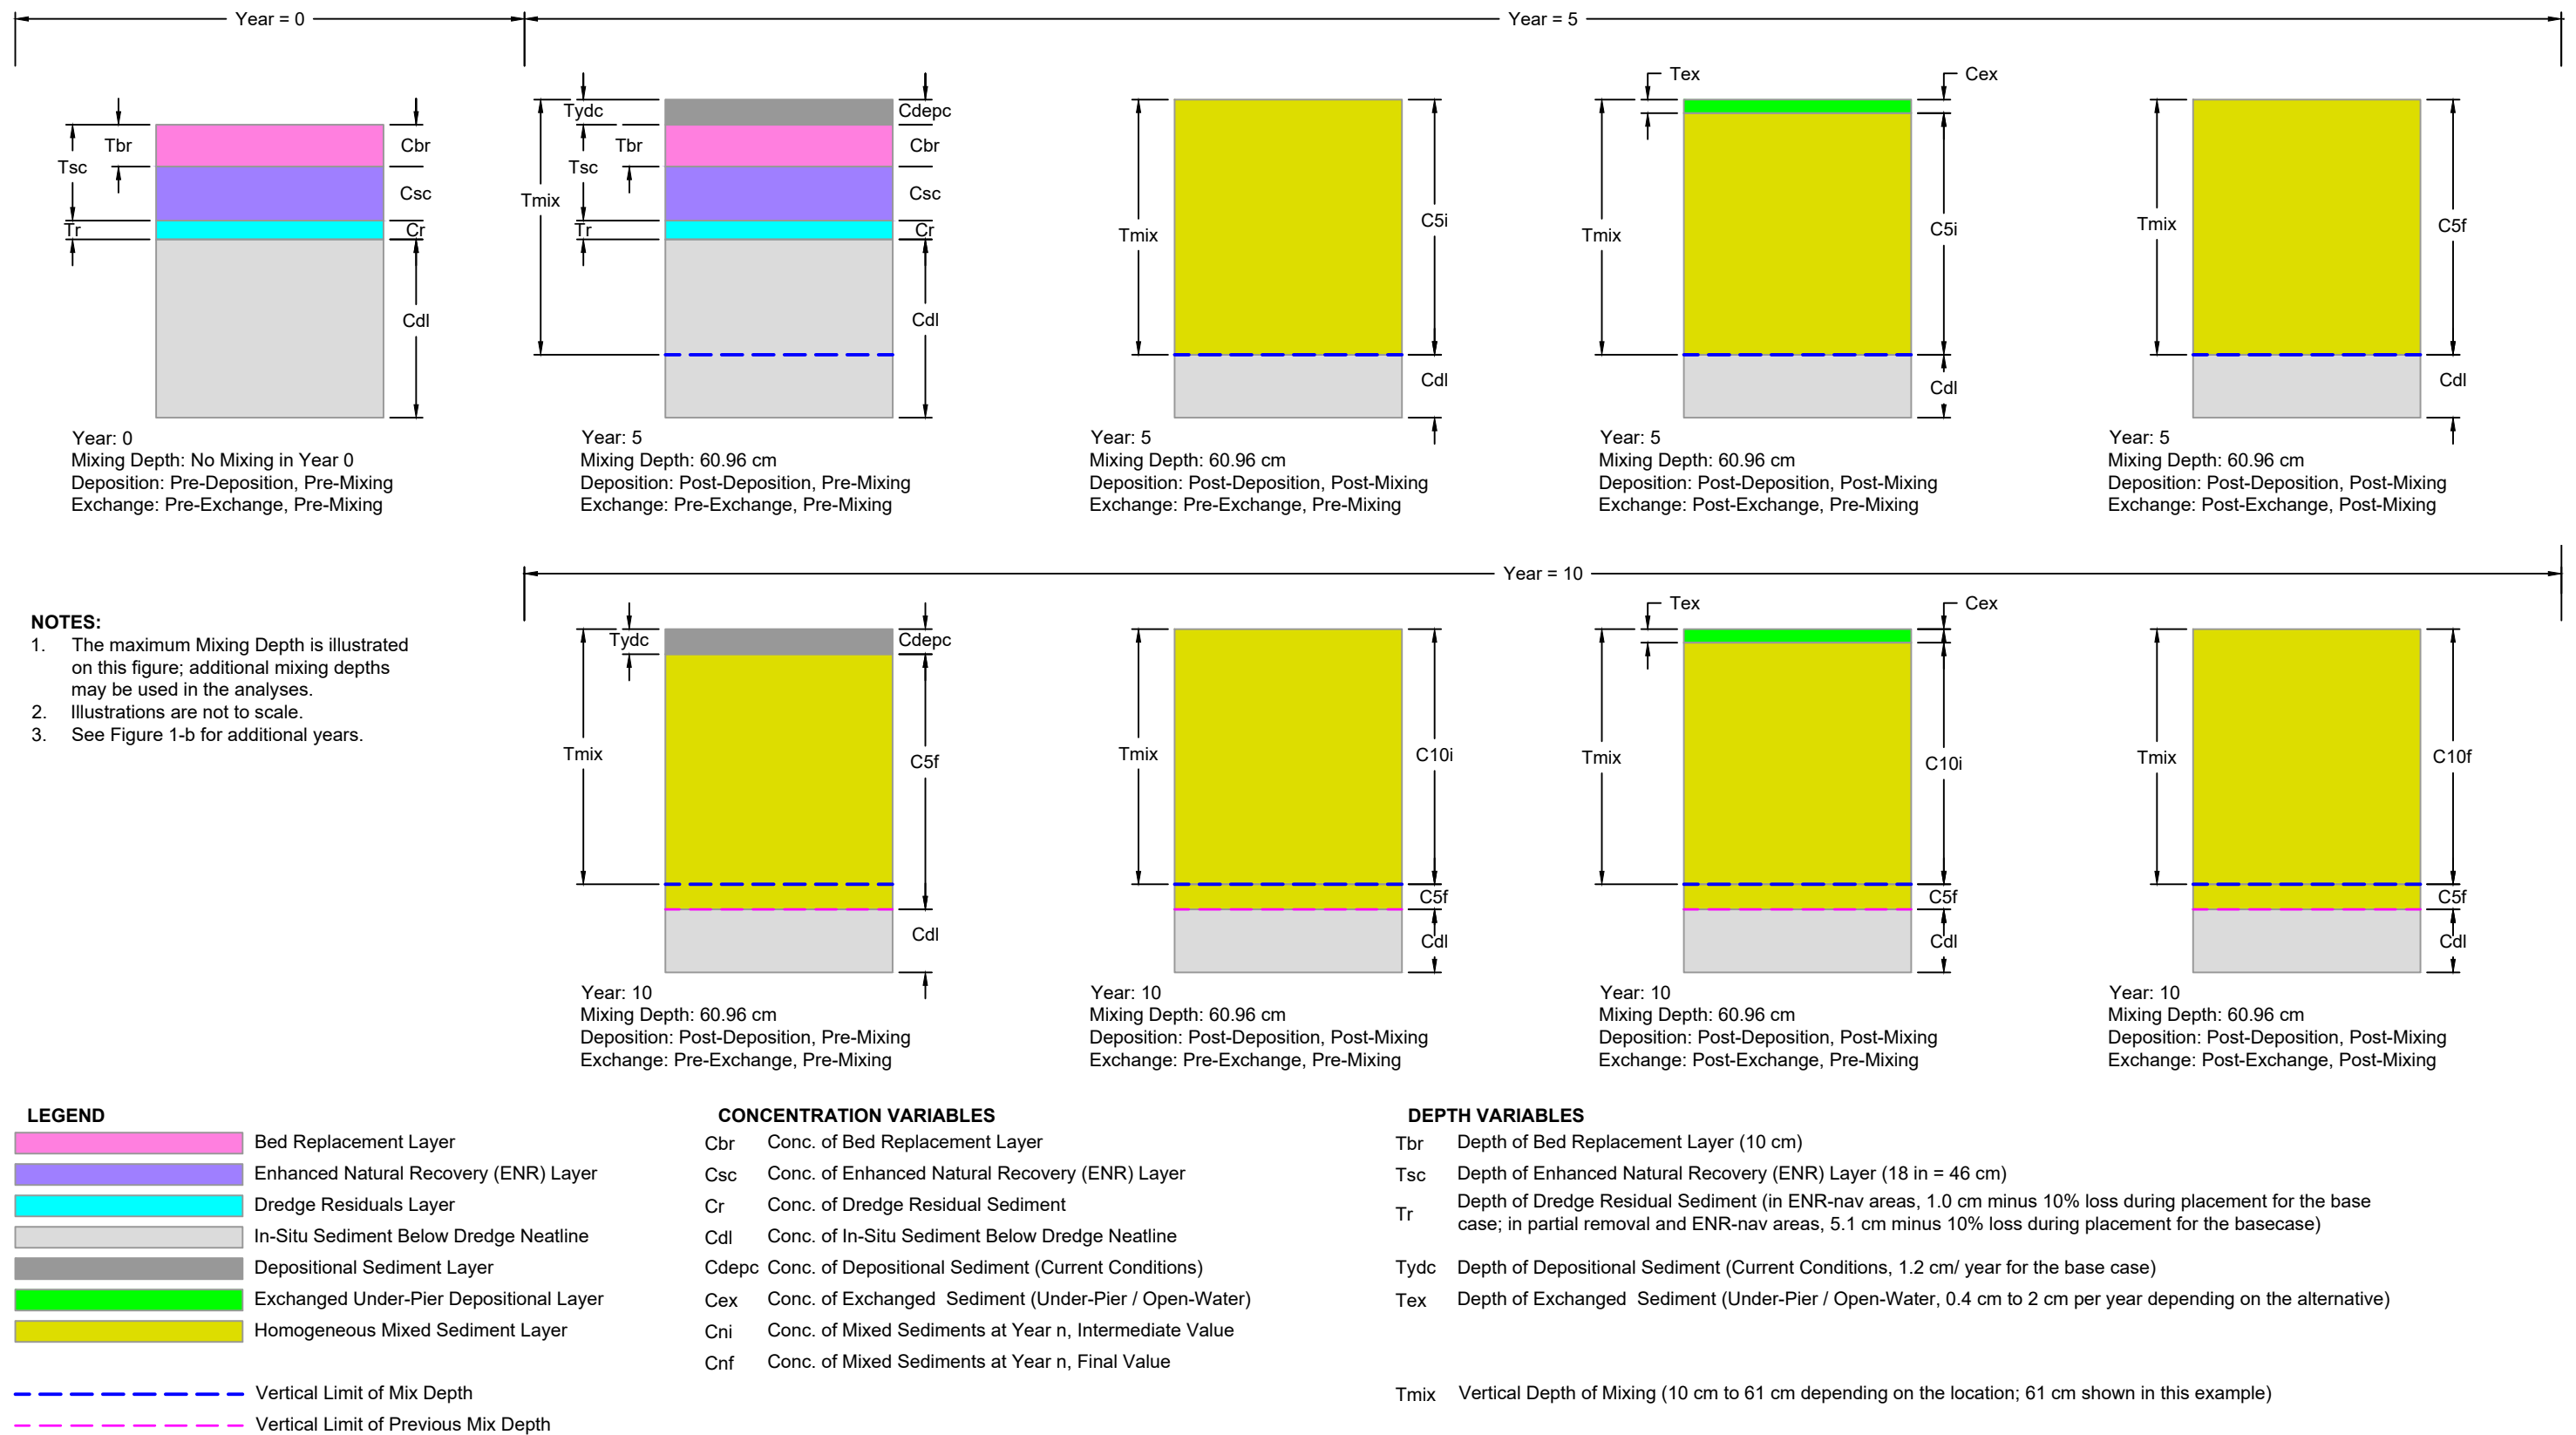 Year = 0
Year = 5
Tsc
Tbr
Tr
Cbr
Csc
Cr
Cdl
Year: 0
Mixing Depth: No Mixing in Year 0
Deposition: Pre-Deposition, Pre-Mixing
Exchange: Pre-Exchange, Pre-Mixing
Tmix
Tydc
Tsc
Tbr
Tr
Cdepc
Cbr
Csc
Cr
Cdl
Year: 5
Mixing Depth: 60.96 cm
Deposition: Post-Deposition, Pre-Mixing
Exchange: Pre-Exchange, Pre-Mixing
Tmix
C5i
Cdl
Year: 5
Mixing Depth: 60.96 cm
Deposition: Post-Deposition, Post-Mixing
Exchange: Pre-Exchange, Pre-Mixing
Tex
Cex
Tmix
C5i
Cdl
Year: 5
Mixing Depth: 60.96 cm
Deposition: Post-Deposition, Post-Mixing
Exchange: Post-Exchange, Pre-Mixing
Tmix
C5f
Cdl
Year: 5
Mixing Depth: 60.96 cm
Deposition: Post-Deposition, Post-Mixing
Exchange: Post-Exchange, Post-Mixing
NOTES:
1. The maximum Mixing Depth is illustrated
on this figure; additional mixing depths
may be used in the analyses.
2. Illustrations are not to scale.
3. See Figure 1-b for additional years.
Year = 10
Tydc
Cdepc
Tmix
C5f
Cdl
Year: 10
Mixing Depth: 60.96 cm
Deposition: Post-Deposition, Pre-Mixing
Exchange: Pre-Exchange, Pre-Mixing
Tmix
C10i
C5f
Cdl
Year: 10
Mixing Depth: 60.96 cm
Deposition: Post-Deposition, Post-Mixing
Exchange: Pre-Exchange, Pre-Mixing
Tex
Cex
Tmix
C10i
C5f
Cdl
Year: 10
Mixing Depth: 60.96 cm
Deposition: Post-Deposition, Post-Mixing
Exchange: Post-Exchange, Pre-Mixing
Tmix
C10f
C5f
Cdl
Year: 10
Mixing Depth: 60.96 cm
Deposition: Post-Deposition, Post-Mixing
Exchange: Post-Exchange, Post-Mixing
LEGEND
Bed Replacement Layer
Enhanced Natural Recovery (ENR) Layer
Dredge Residuals Layer
In-Situ Sediment Below Dredge Neatline
Depositional Sediment Layer
Exchanged Under-Pier Depositional Layer
Homogeneous Mixed Sediment Layer
Vertical Limit of Mix Depth
Vertical Limit of Previous Mix Depth
CONCENTRATION VARIABLES
Cbr Conc. of Bed Replacement Layer
Csc Conc. of Enhanced Natural Recovery (ENR) Layer
Cr Conc. of Dredge Residual Sediment
Cdl Conc. of In-Situ Sediment Below Dredge Neatline
Cdepc Conc. of Depositional Sediment (Current Conditions)
Cex Conc. of Exchanged Sediment (Under-Pier / Open-Water)
Cni Conc. of Mixed Sediments at Year n, Intermediate Value
Cnf Conc. of Mixed Sediments at Year n, Final Value
DEPTH VARIABLES
Tbr Depth of Bed Replacement Layer (10 cm)
Tsc Depth of Enhanced Natural Recovery (ENR) Layer (18 in = 46 cm)
Tr Depth of Dredge Residual Sediment (in ENR-nav areas, 1.0 cm minus 10% loss during placement for the base
case; in partial removal and ENR-nav areas, 5.1 cm minus 10% loss during placement for the basecase)
Tydc Depth of Depositional Sediment (Current Conditions, 1.2 cm/ year for the base case)
Tex Depth of Exchanged Sediment (Under-Pier / Open-Water, 0.4 cm to 2 cm per year depending on the alternative)
Tmix Vertical Depth of Mixing (10 cm to 61 cm depending on the location; 61 cm shown in this example)